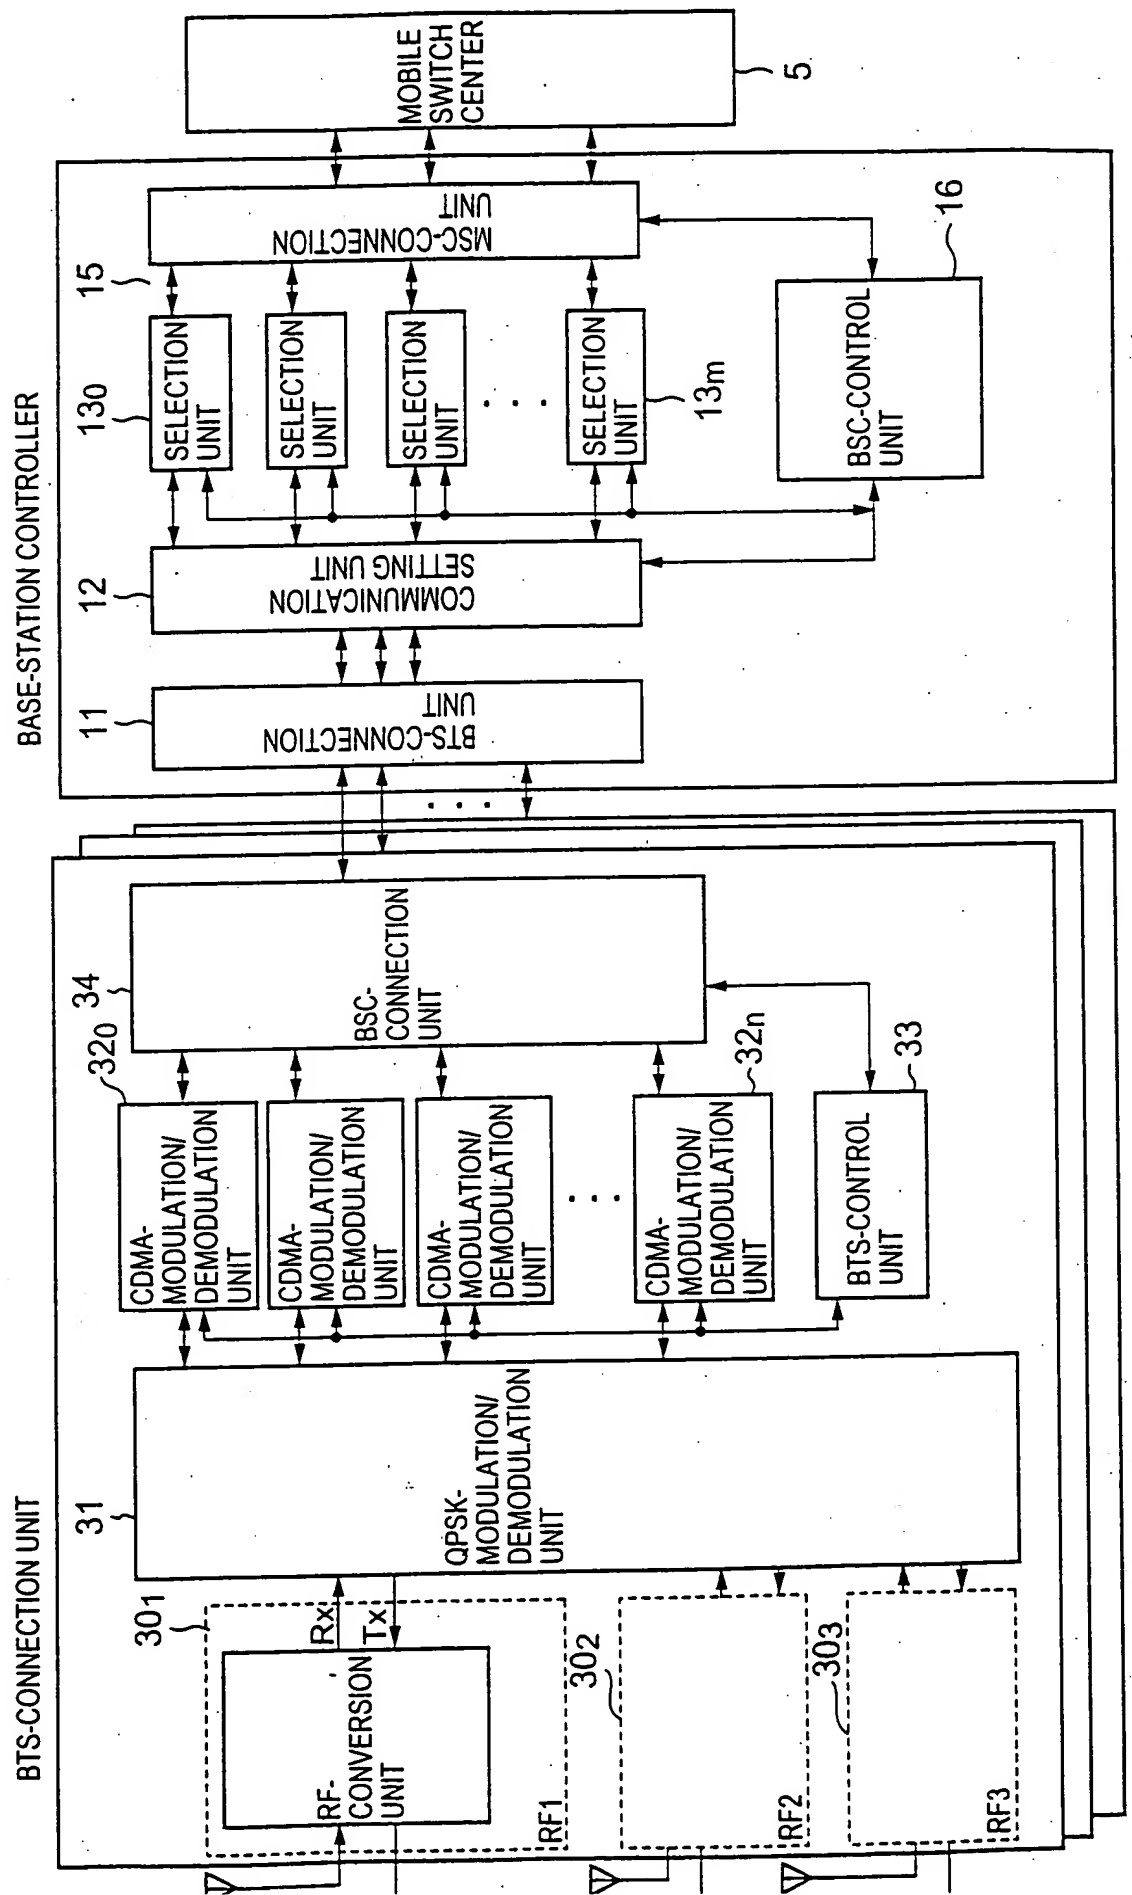 BASE-STATION CONTROLLER
MOBILE
SWITCH
CENTER
5
15
MSC-CONNECTION
UNIT
130
SELECTION
UNIT
SELECTION
UNIT
SELECTION
UNIT
. . .
SELECTION
UNIT
13m
BSC-CONTROL
UNIT
16
12
COMMUNICATION
SETTING UNIT
11
BTS-CONNECTION
UNIT
. . .
BTS-CONNECTION UNIT
34
BSC-
CONNECTION
UNIT
320
CDMA-
MODULATION/
DEMODULATION
UNIT
CDMA-
MODULATION/
DEMODULATION
UNIT
CDMA-
MODULATION/
DEMODULATION
UNIT
. . .
CDMA-
MODULATION/
DEMODULATION
UNIT
32n
BTS-CONTROL
UNIT
33
31
QPSK-
MODULATION/
DEMODULATION
UNIT
301
Rx
Tx
RF-
CONVERSION
UNIT
RF1
302
RF2
303
RF3